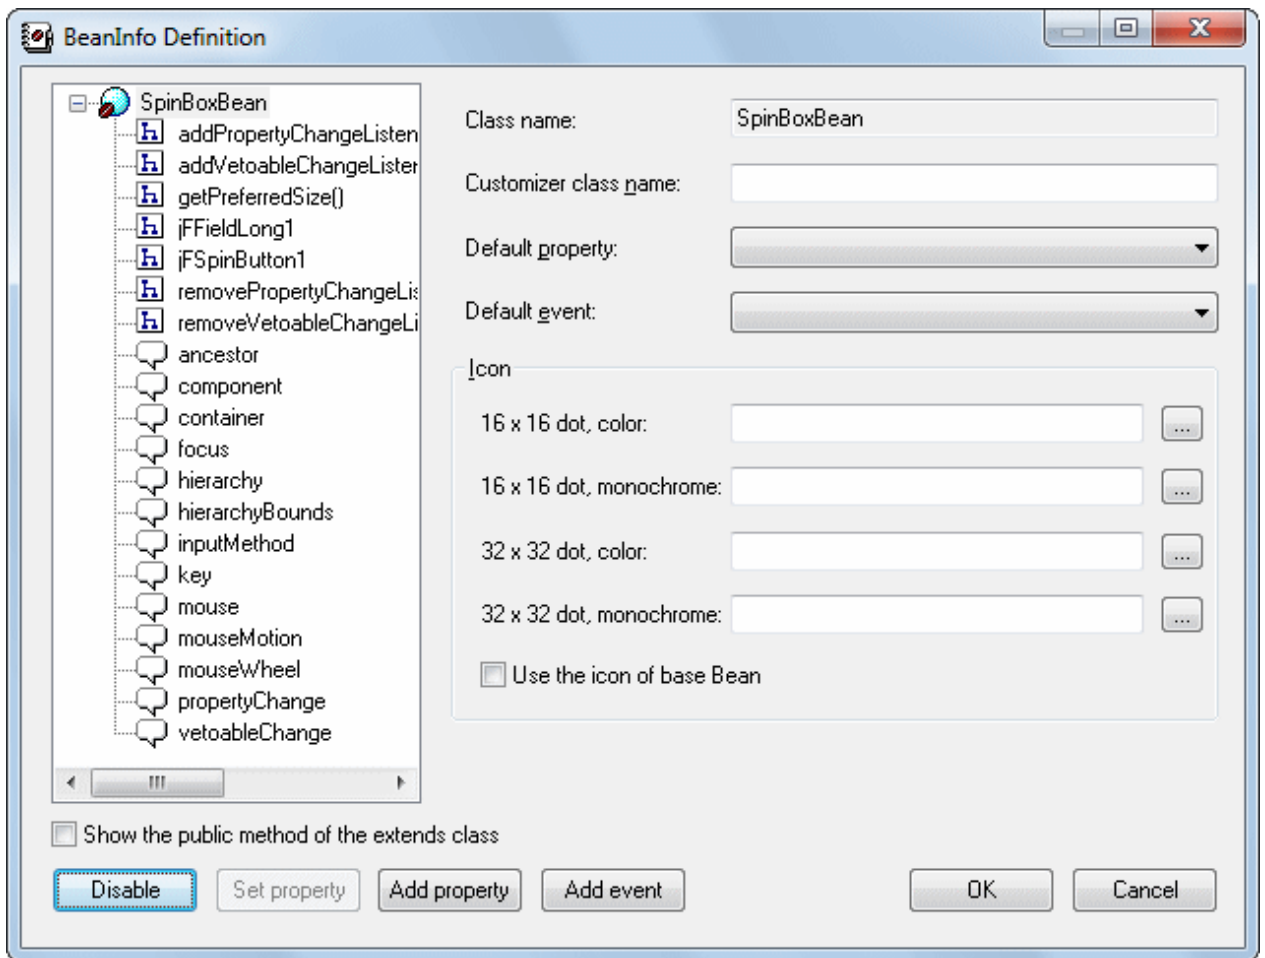 BeanInfo Definition
SpinBoxBean
addPropertyChangeListen
addVetoableChangeLister
getPreferredSize()
jFFieldLong1
jFSpinButton1
removePropertyChangeLis
removeVetoableChangeLi
ancestor
component
container
focus
hierarchy
hierarchyBounds
inputMethod
key
mouse
mouseMotion
mouseWheel
propertyChange
vetoableChange
Class name: SpinBoxBean
Customizer class name:
Default property:
Default event:
Icon
16 x 16 dot, color: ...
16 x 16 dot, monochrome: ...
32 x 32 dot, color: ...
32 x 32 dot, monochrome: ...
Use the icon of base Bean
Show the public method of the extends class
Disable Set property Add property Add event OK Cancel